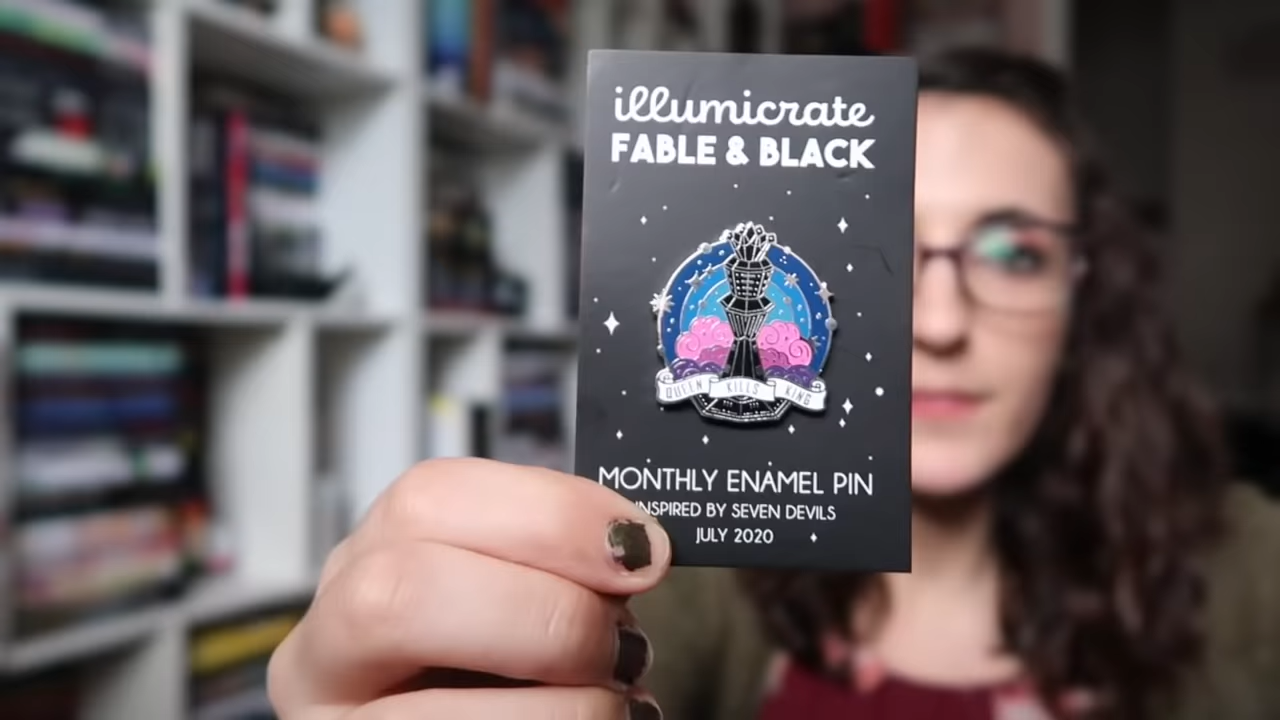 illumicrate
FABLE & BLACK
QUEEN KILLS KING
MONTHLY ENAMEL PIN
INSPIRED BY SEVEN DEVILS
JULY 2020